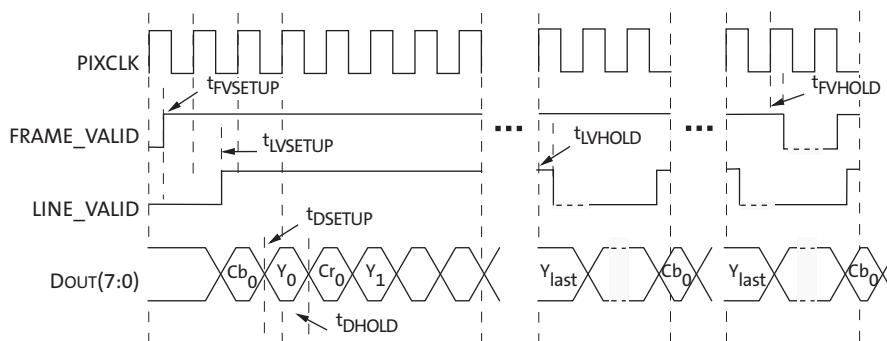 PIXCLK
tFVSETUP
tFVHOLD
FRAME_VALID
...
...
tLVSETUP
tLVHOLD
LINE_VALID
tDSETUP
DOUT(7:0)
Cb0 Y0 Cr0 Y1 Ylast Cb0 Ylast Cb0
tDHOLD